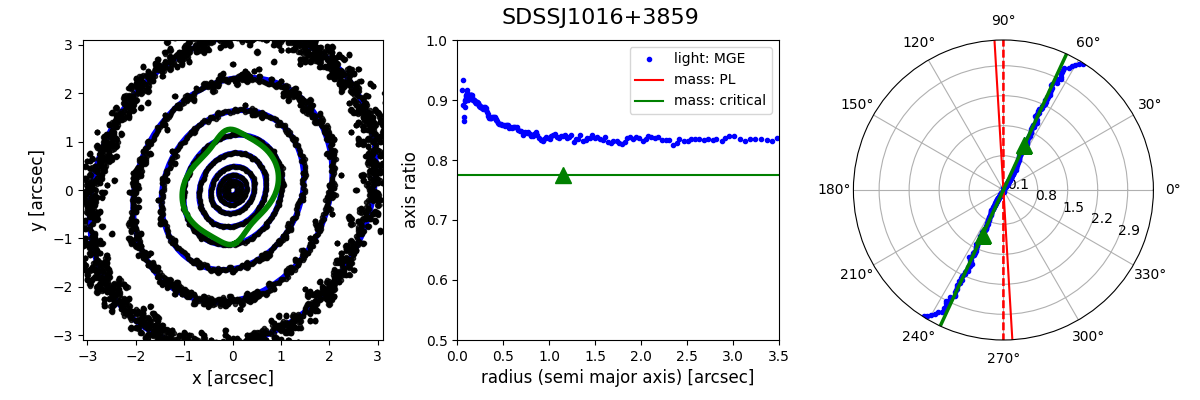 SDSSJ1016+3859
y [arcsec]
3
2
1
0
−1
−2
−3
−3 −2 −1 0 1 2 3
x [arcsec]
axis ratio
1.0
0.9
0.8
0.7
0.6
0.5
light: MGE
mass: PL
mass: critical
0.0 0.5 1.0 1.5 2.0 2.5 3.0 3.5
radius (semi major axis) [arcsec]
90°
120° 60°
150° 30°
180° 0.1 0.8 1.5 2.2 2.9 0°
210° 330°
240° 300°
270°